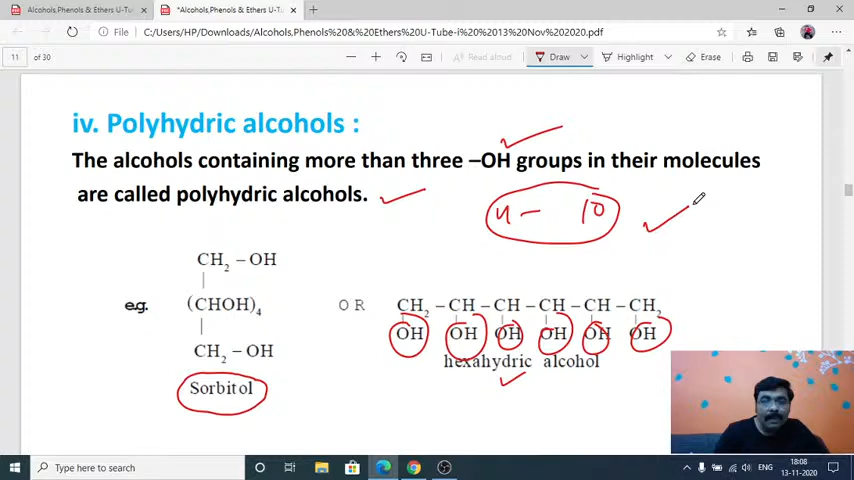 Alcohols,Phenols & Ethers U-Tub
*Alcohols,Phenols & Ethers U-T
File
C:/Users/HP/Downloads/Alcohols,Phenols%20&%20Ethers%20U-Tube-i%2013%20Nov%202020.pdf
11 of 30
Read aloud
Draw
Highlight
Erase
iv. Polyhydric alcohols :
The alcohols containing more than three –OH groups in their molecules
are called polyhydric alcohols.
4 – 10
CH2 – OH
|
e.g. (CHOH)4 O R CH2 – CH – CH – CH – CH – CH2
| OH OH OH OH OH OH
CH2 – OH hexahydric alcohol
Sorbitol
Type here to search
ENG
18:08
13-11-2020